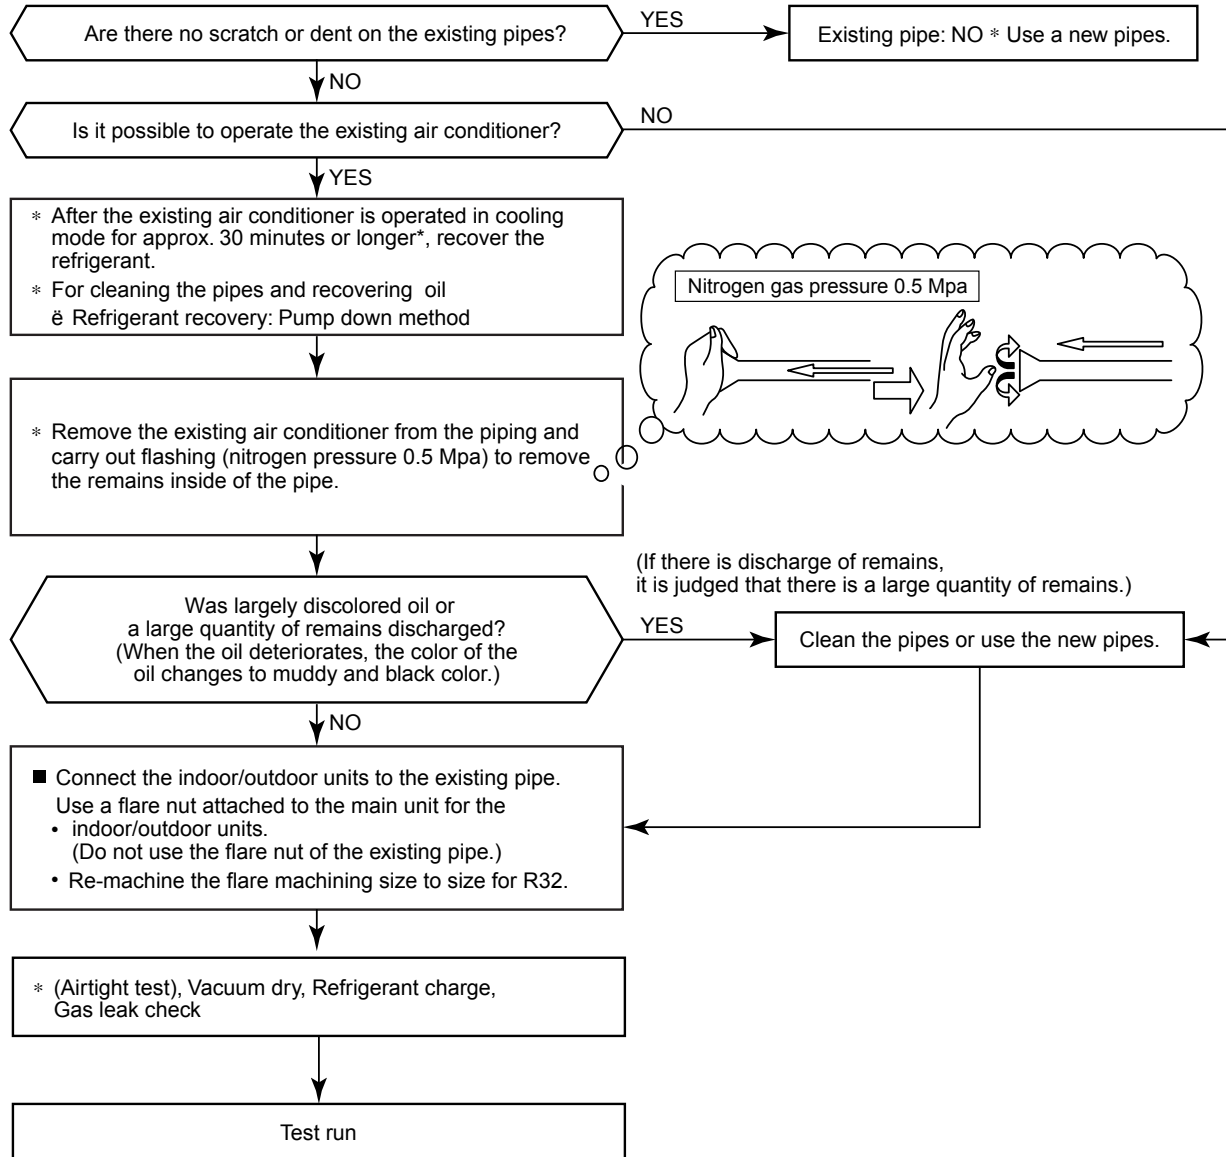 Are there no scratch or dent on the existing pipes?
YES
Existing pipe: NO * Use a new pipes.
NO
Is it possible to operate the existing air conditioner?
NO
YES
* After the existing air conditioner is operated in cooling
mode for approx. 30 minutes or longer*, recover the
refrigerant.
* For cleaning the pipes and recovering oil
ë Refrigerant recovery: Pump down method
Nitrogen gas pressure 0.5 Mpa
* Remove the existing air conditioner from the piping and
carry out flashing (nitrogen pressure 0.5 Mpa) to remove
the remains inside of the pipe.
(If there is discharge of remains,
it is judged that there is a large quantity of remains.)
Was largely discolored oil or
a large quantity of remains discharged?
(When the oil deteriorates, the color of the
oil changes to muddy and black color.)
YES
Clean the pipes or use the new pipes.
NO
■ Connect the indoor/outdoor units to the existing pipe.
Use a flare nut attached to the main unit for the
• indoor/outdoor units.
(Do not use the flare nut of the existing pipe.)
• Re-machine the flare machining size to size for R32.
* (Airtight test), Vacuum dry, Refrigerant charge,
Gas leak check
Test run